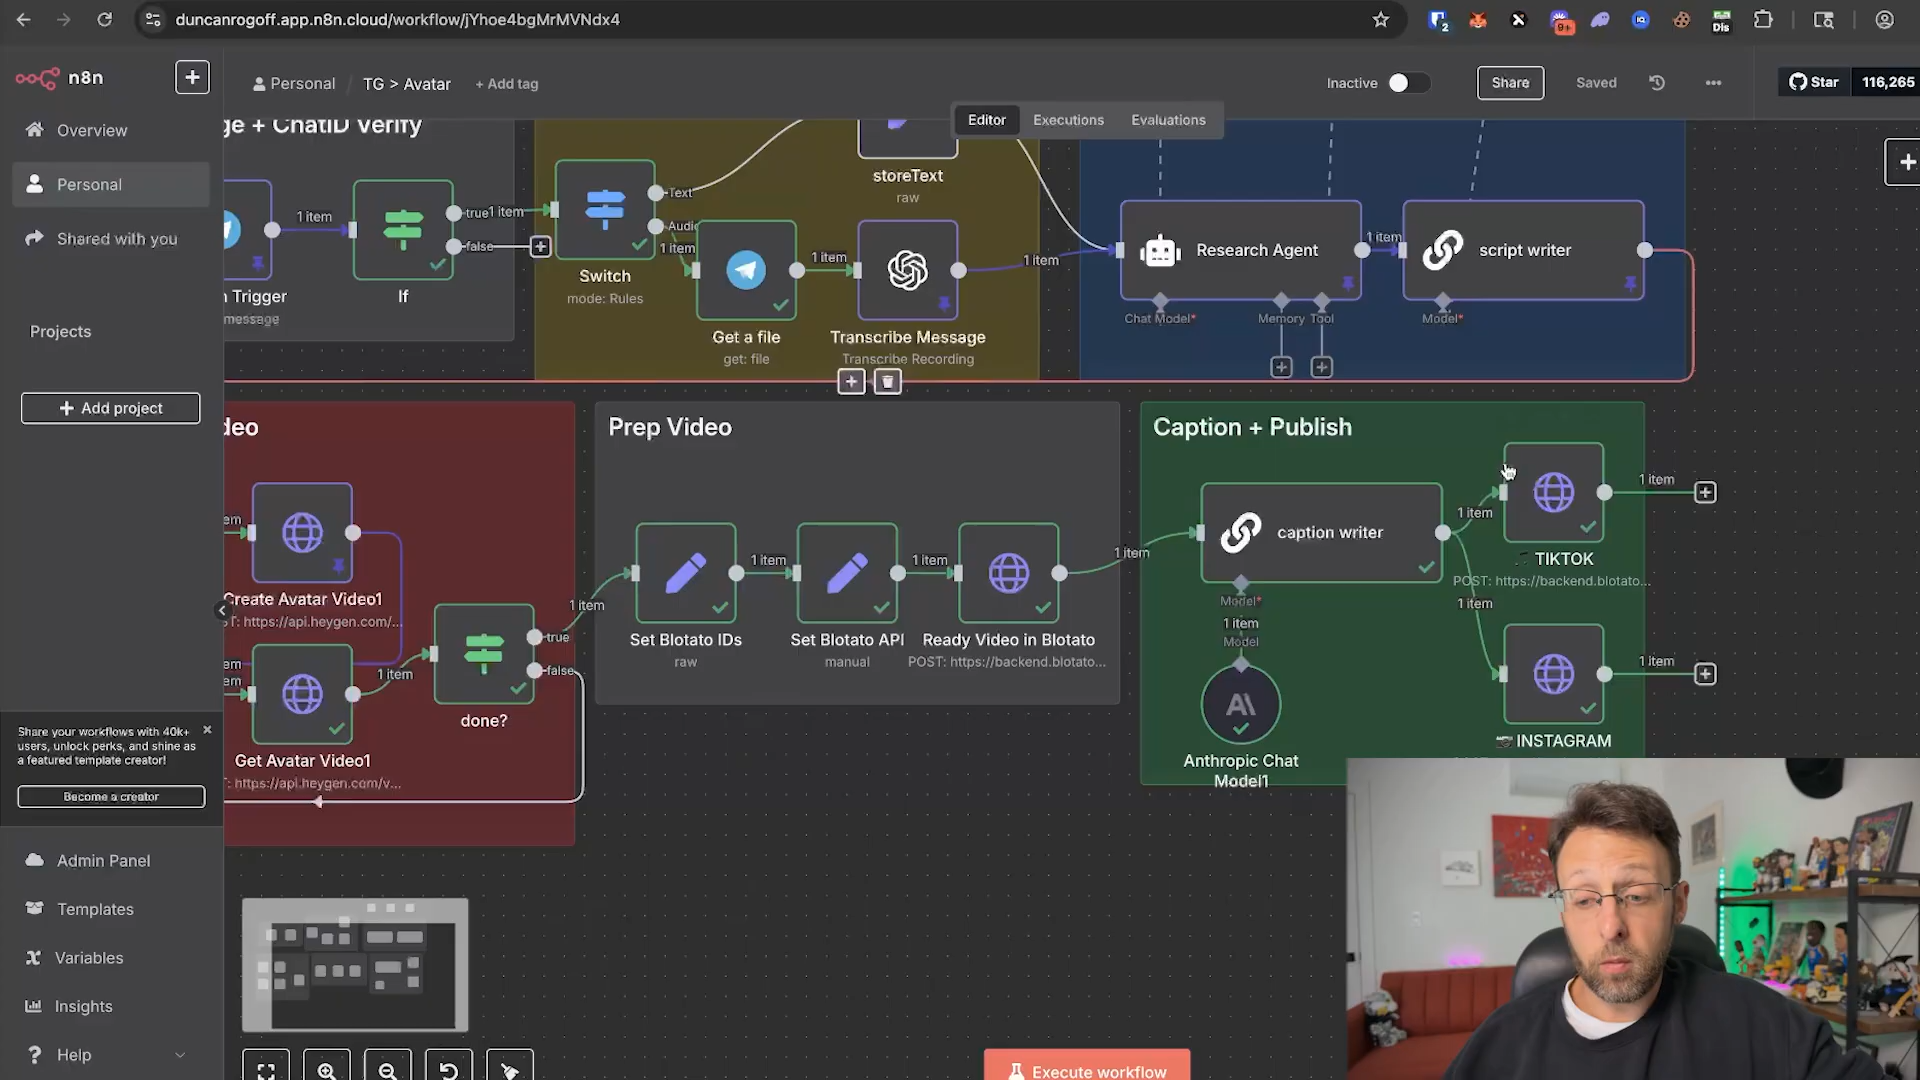 duncanrogoff.app.n8n.cloud/workflow/jYhoe4bgMrMVNdx4
2
9+
IQ
Dis
n8n
Personal / TG > Avatar + Add tag
Inactive
Share
Saved
Star 116,265
Editor Executions Evaluations
Overview
Personal
Shared with you
Projects
Add project
Share your workflows with 40k+
users, unlock perks, and shine as
a featured template creator!
Become a creator
Admin Panel
Templates
Variables
Insights
Help
ge + ChatID Verify
1 item
true
1 item
false
If
n Trigger
message
Switch
mode: Rules
Text
Audio
1 item
Get a file
get: file
1 item
storeText
raw
Transcribe Message
Transcribe Recording
1 item
Research Agent
Chat Model*
Memory
Tool
1 item
script writer
Model*
deo
em
Create Avatar Video1
T: https://api.heygen.com/...
em
em
Get Avatar Video1
T: https://api.heygen.com/v...
1 item
done?
true
false
1 item
Prep Video
Set Blotato IDs
raw
1 item
Set Blotato API
manual
1 item
Ready Video in Blotato
POST: https://backend.blotato...
1 item
Caption + Publish
caption writer
Model*
1 item
Model
A\
Anthropic Chat
Model1
1 item
1 item
TIKTOK
POST: https://backend.blotato...
1 item
INSTAGRAM
1 item
Execute workflow